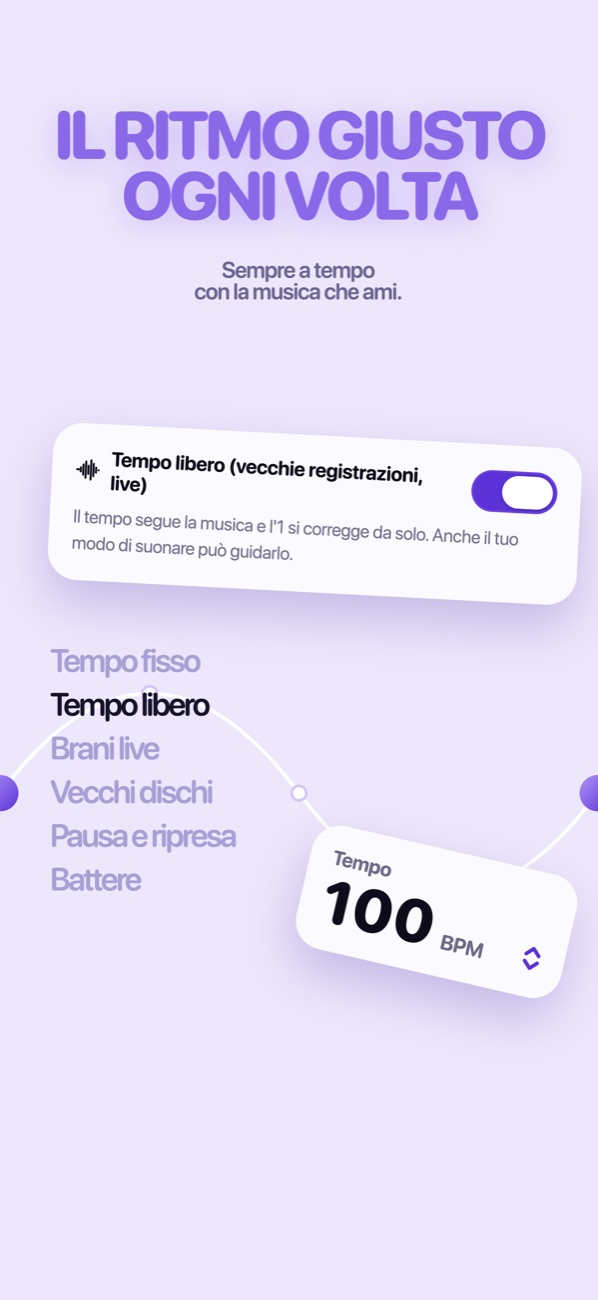 IL RITMO GIUSTO
OGNI VOLTA
Sempre a tempo
con la musica che ami.
Tempo libero (vecchie registrazioni,
live)
Il tempo segue la musica e l'1 si corregge da solo. Anche il tuo
modo di suonare può guidarlo.
Tempo fisso
Tempo libero
Brani live
Vecchi dischi
Pausa e ripresa
Battere
Tempo
100 BPM